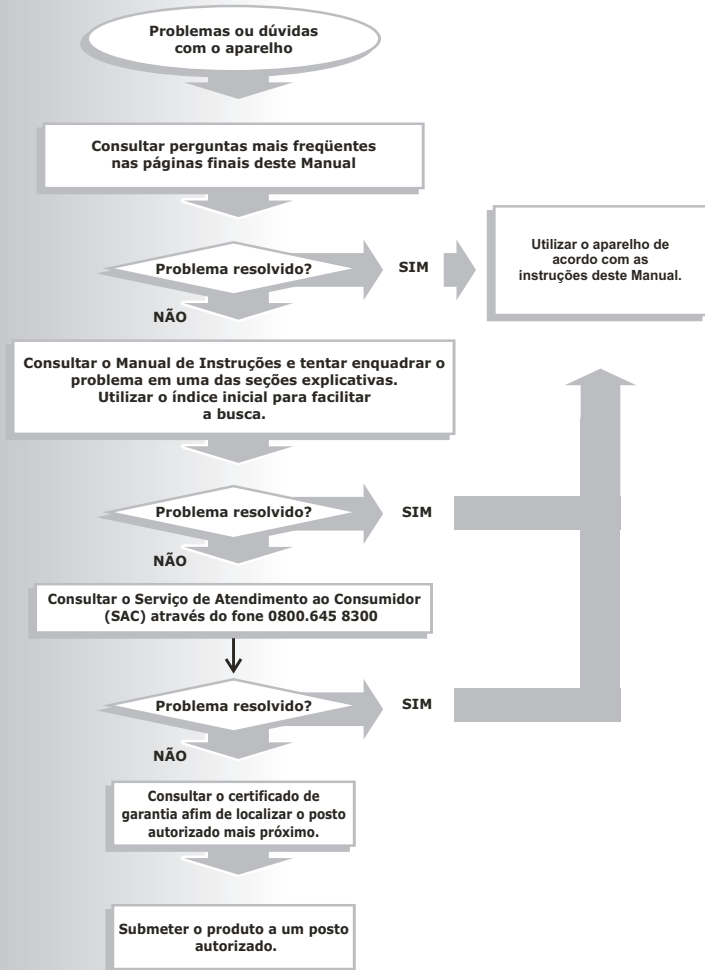 Problemas ou dúvidas
com o aparelho
Consultar perguntas mais freqüentes
nas páginas finais deste Manual
Problema resolvido?
SIM
Utilizar o aparelho de
acordo com as
instruções deste Manual.
NÃO
Consultar o Manual de Instruções e tentar enquadrar o
problema em uma das seções explicativas.
Utilizar o índice inicial para facilitar
a busca.
Problema resolvido?
SIM
NÃO
Consultar o Serviço de Atendimento ao Consumidor
(SAC) através do fone 0800.645 8300
Problema resolvido?
SIM
NÃO
Consultar o certificado de
garantia afim de localizar o posto
autorizado mais próximo.
Submeter o produto a um posto
autorizado.